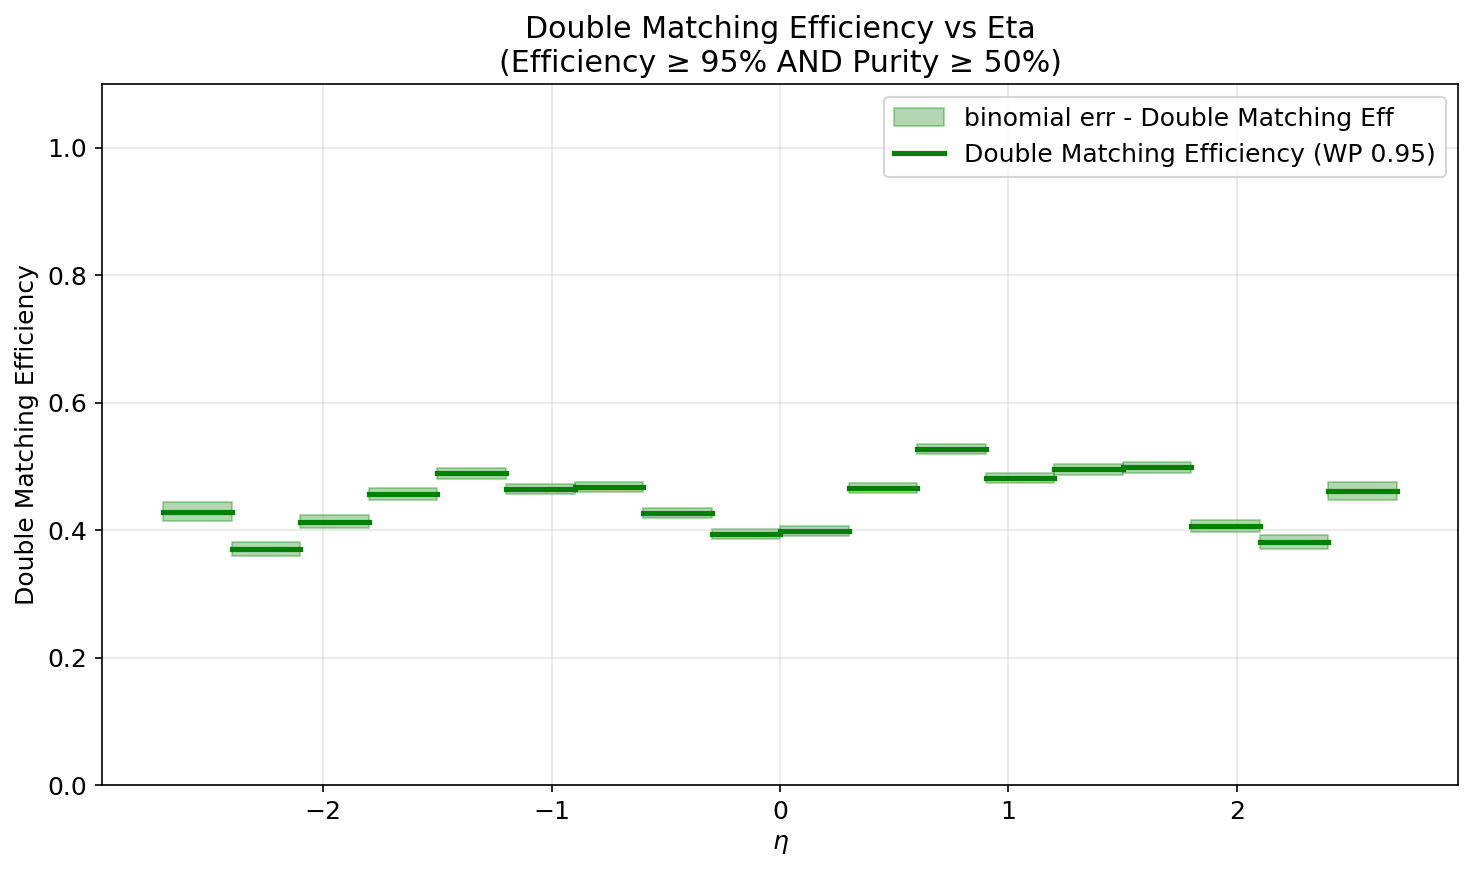 Double Matching Efficiency vs Eta
(Efficiency ≥ 95% AND Purity ≥ 50%)
binomial err - Double Matching Eff
Double Matching Efficiency (WP 0.95)
Double Matching Efficiency
1.0
0.8
0.6
0.4
0.2
0.0
−2
−1
0
1
2
η